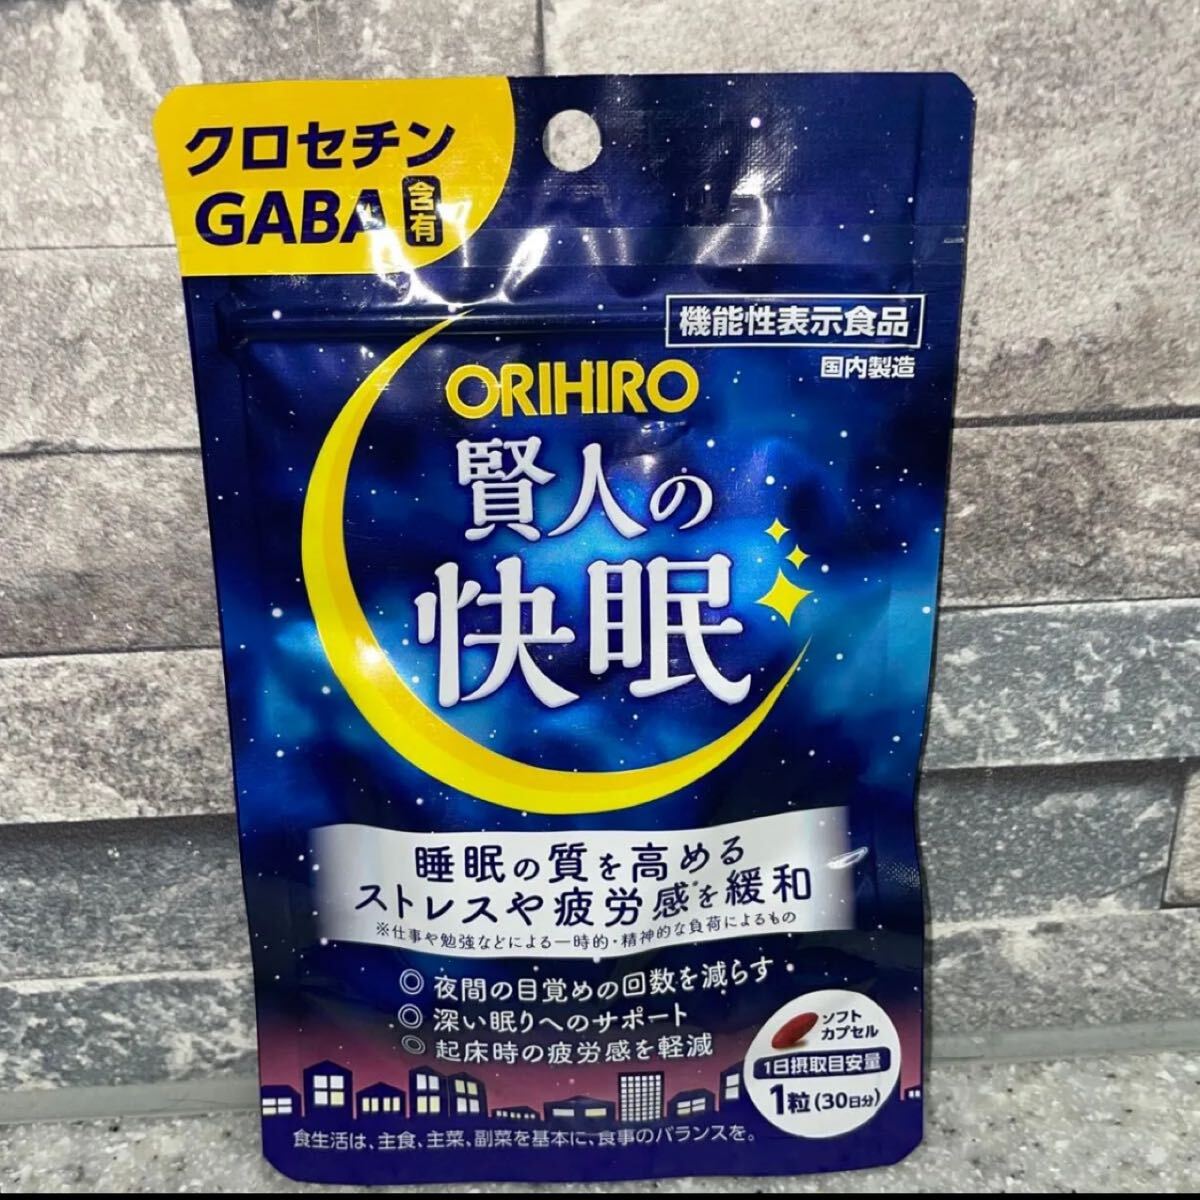 クロセチン
GABA 含有
機能性表示食品
国内製造
ORIHIRO
賢人の
快眠
睡眠の質を高める
ストレスや疲労感※を緩和
※仕事や勉強などによる一時的・精神的な負荷によるもの
◎ 夜間の目覚めの回数を減らす
◎ 深い眠りへのサポート
◎ 起床時の疲労感を軽減
ソフト
カプセル
1日摂取目安量
1粒(30日分)
食生活は、主食、主菜、副菜を基本に、食事のバランスを。